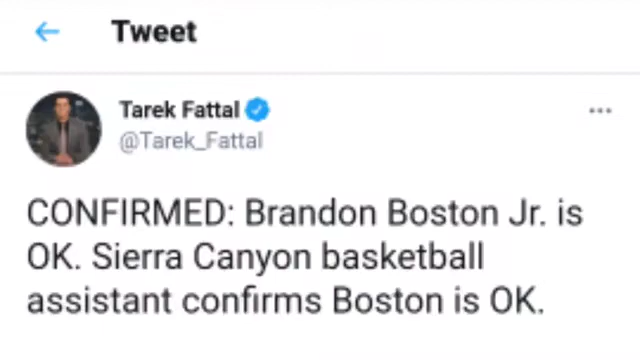 Tweet
Tarek Fattal
@Tarek_Fattal
CONFIRMED: Brandon Boston Jr. is
OK. Sierra Canyon basketball
assistant confirms Boston is OK.